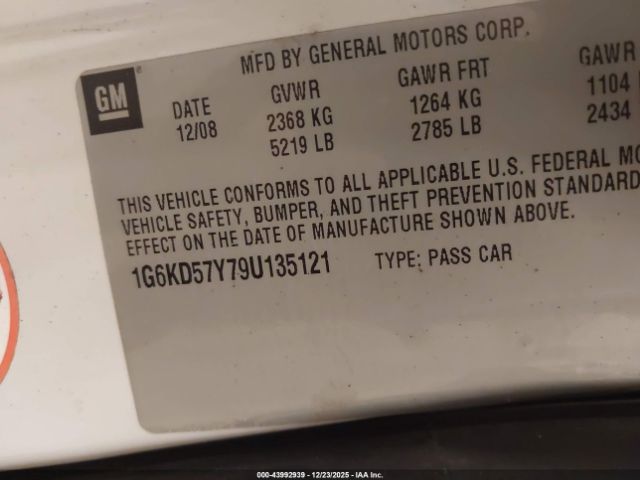 MFD BY GENERAL MOTORS CORP.
GM
DATE GVWR GAWR FRT GAWR
12/08 2368 KG 1264 KG 1104
5219 LB 2785 LB 2434
THIS VEHICLE CONFORMS TO ALL APPLICABLE U.S. FEDERAL MO
VEHICLE SAFETY, BUMPER, AND THEFT PREVENTION STANDARD
EFFECT ON THE DATE OF MANUFACTURE SHOWN ABOVE.
1G6KD57Y79U135121 TYPE: PASS CAR
000-43992939 - 12/23/2025 - IAA Inc.